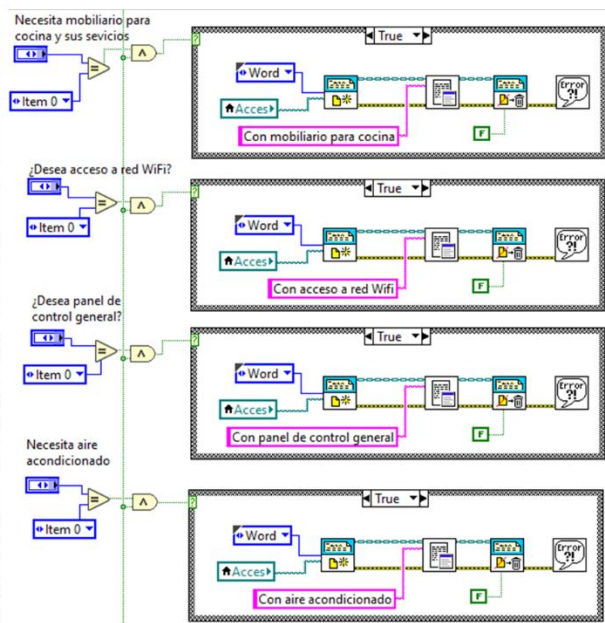 Necesita mobiliario para
cocina y sus sevicios
True
Item 0
Word
Acces
Error
?!
Con mobiliario para cocina
F
¿Desea acceso a red WiFi?
True
Item 0
Word
Acces
Error
?!
Con acceso a red Wifi
F
¿Desea panel de
control general?
True
Item 0
Word
Acces
Error
?!
Con panel de control general
F
Necesita aire
acondicionado
True
Item 0
Word
Acces
Error
?!
Con aire acondicionado
F